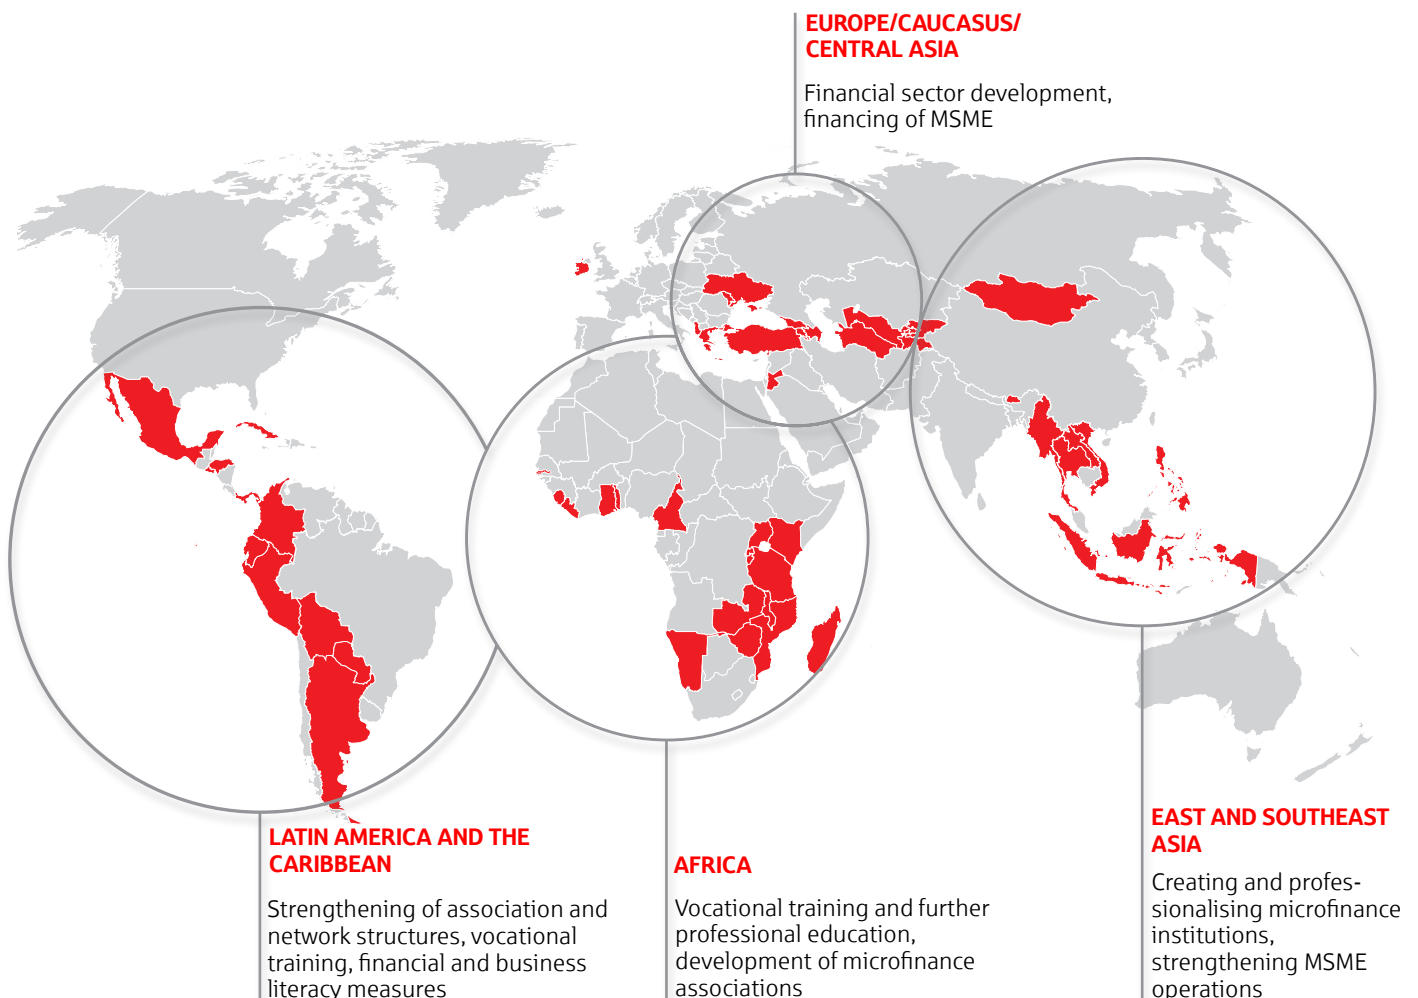 EUROPE/CAUCASUS/
CENTRAL ASIA
Financial sector development,
financing of MSME
LATIN AMERICA AND THE
CARIBBEAN
Strengthening of association and
network structures, vocational
training, financial and business
literacy measures
AFRICA
Vocational training and further
professional education,
development of microfinance
associations
EAST AND SOUTHEAST
ASIA
Creating and profes-
sionalising microfinance
institutions,
strengthening MSME
operations